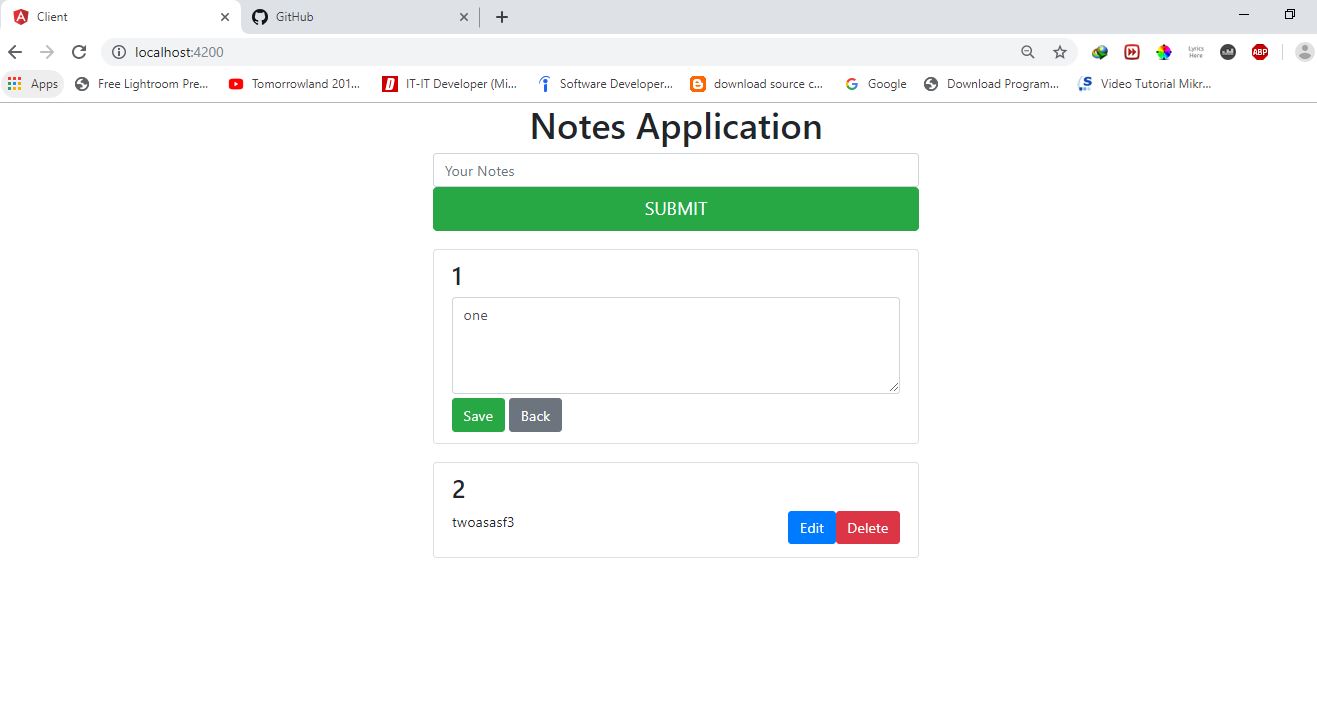 Client
GitHub
localhost:4200
Lyrics Here
ABP
Apps
Free Lightroom Pre...
Tomorrowland 201...
IT-IT Developer (Mi...
Software Developer...
download source c...
Google
Download Program...
Video Tutorial Mikr...
Notes Application
Your Notes
SUBMIT
1
one
Save Back
2
twoasasf3
Edit Delete